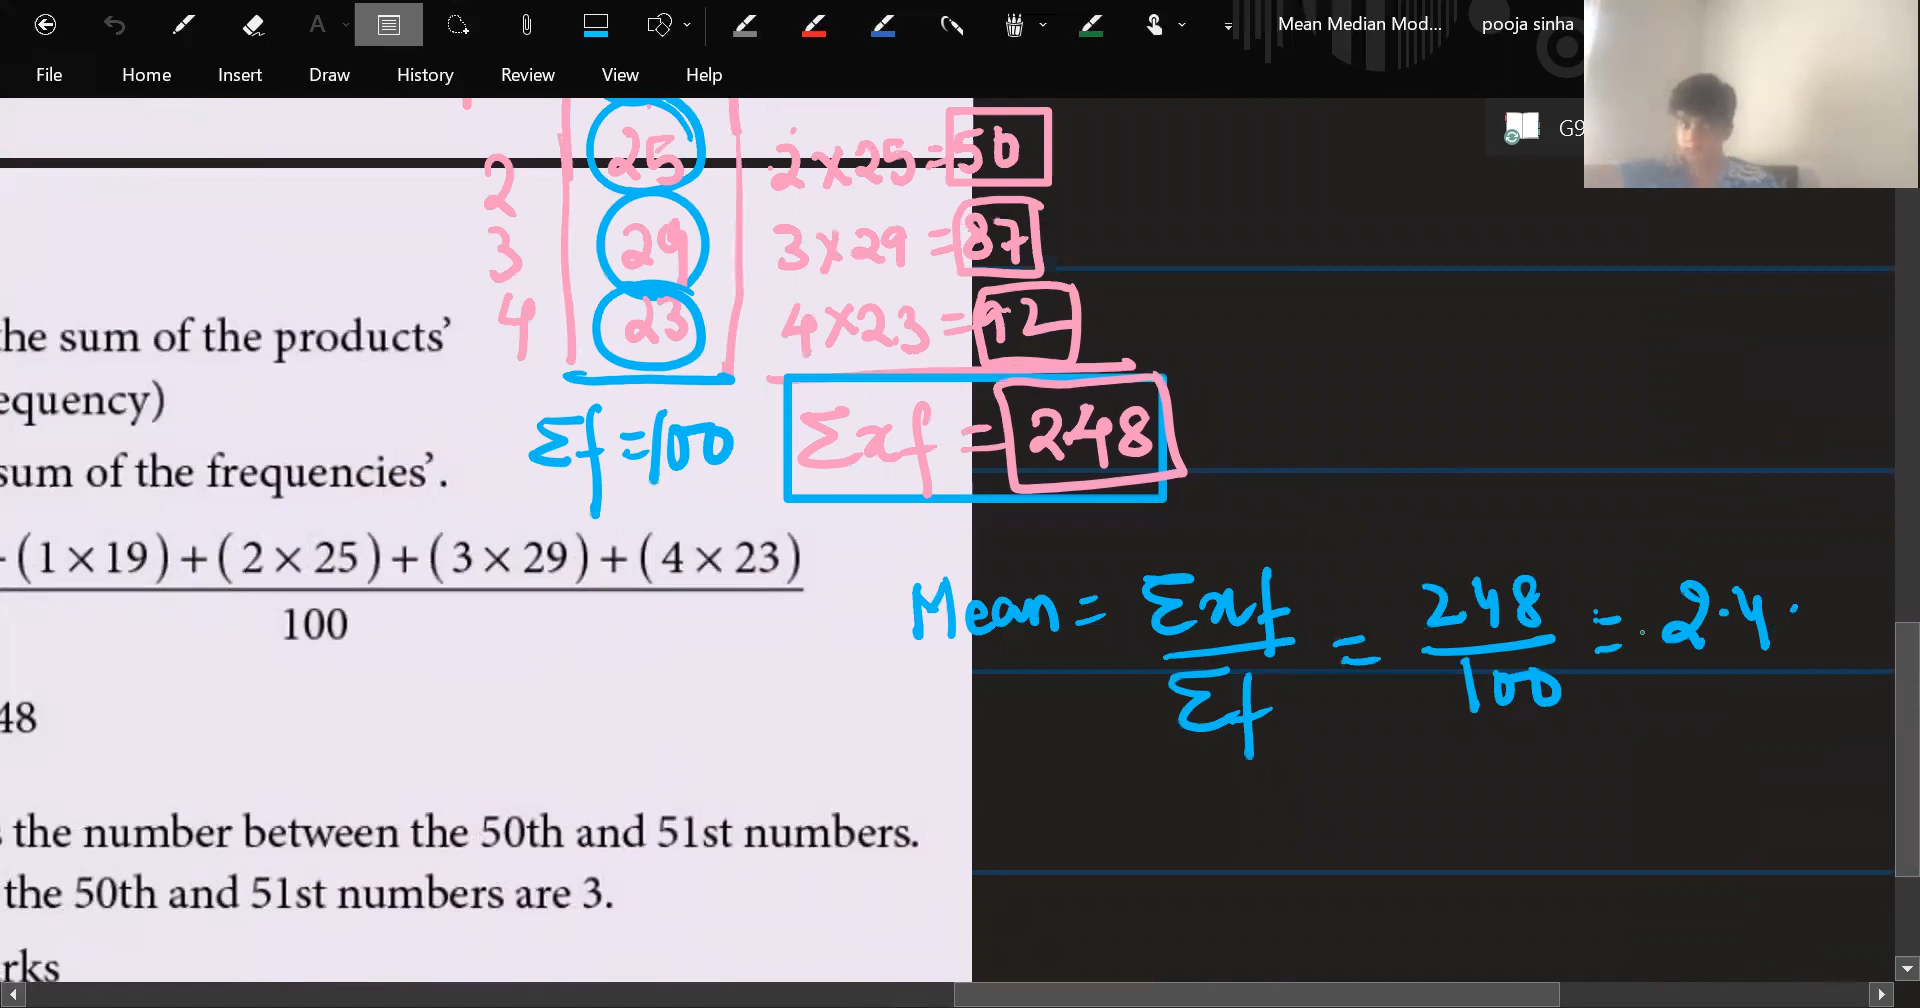 Mean Median Mod... pooja sinha
File Home Insert Draw History Review View Help
G9
25 2×25=50
2
3 29 3×29=87
4 23 4×23=92
Σf=100 Σxf=248
the sum of the products’
equency)
sum of the frequencies’.
(1×19)+(2×25)+(3×29)+(4×23)
100
Mean= Σxf/Σf = 248/100 = 2.4
48
the number between the 50th and 51st numbers.
the 50th and 51st numbers are 3.
rks